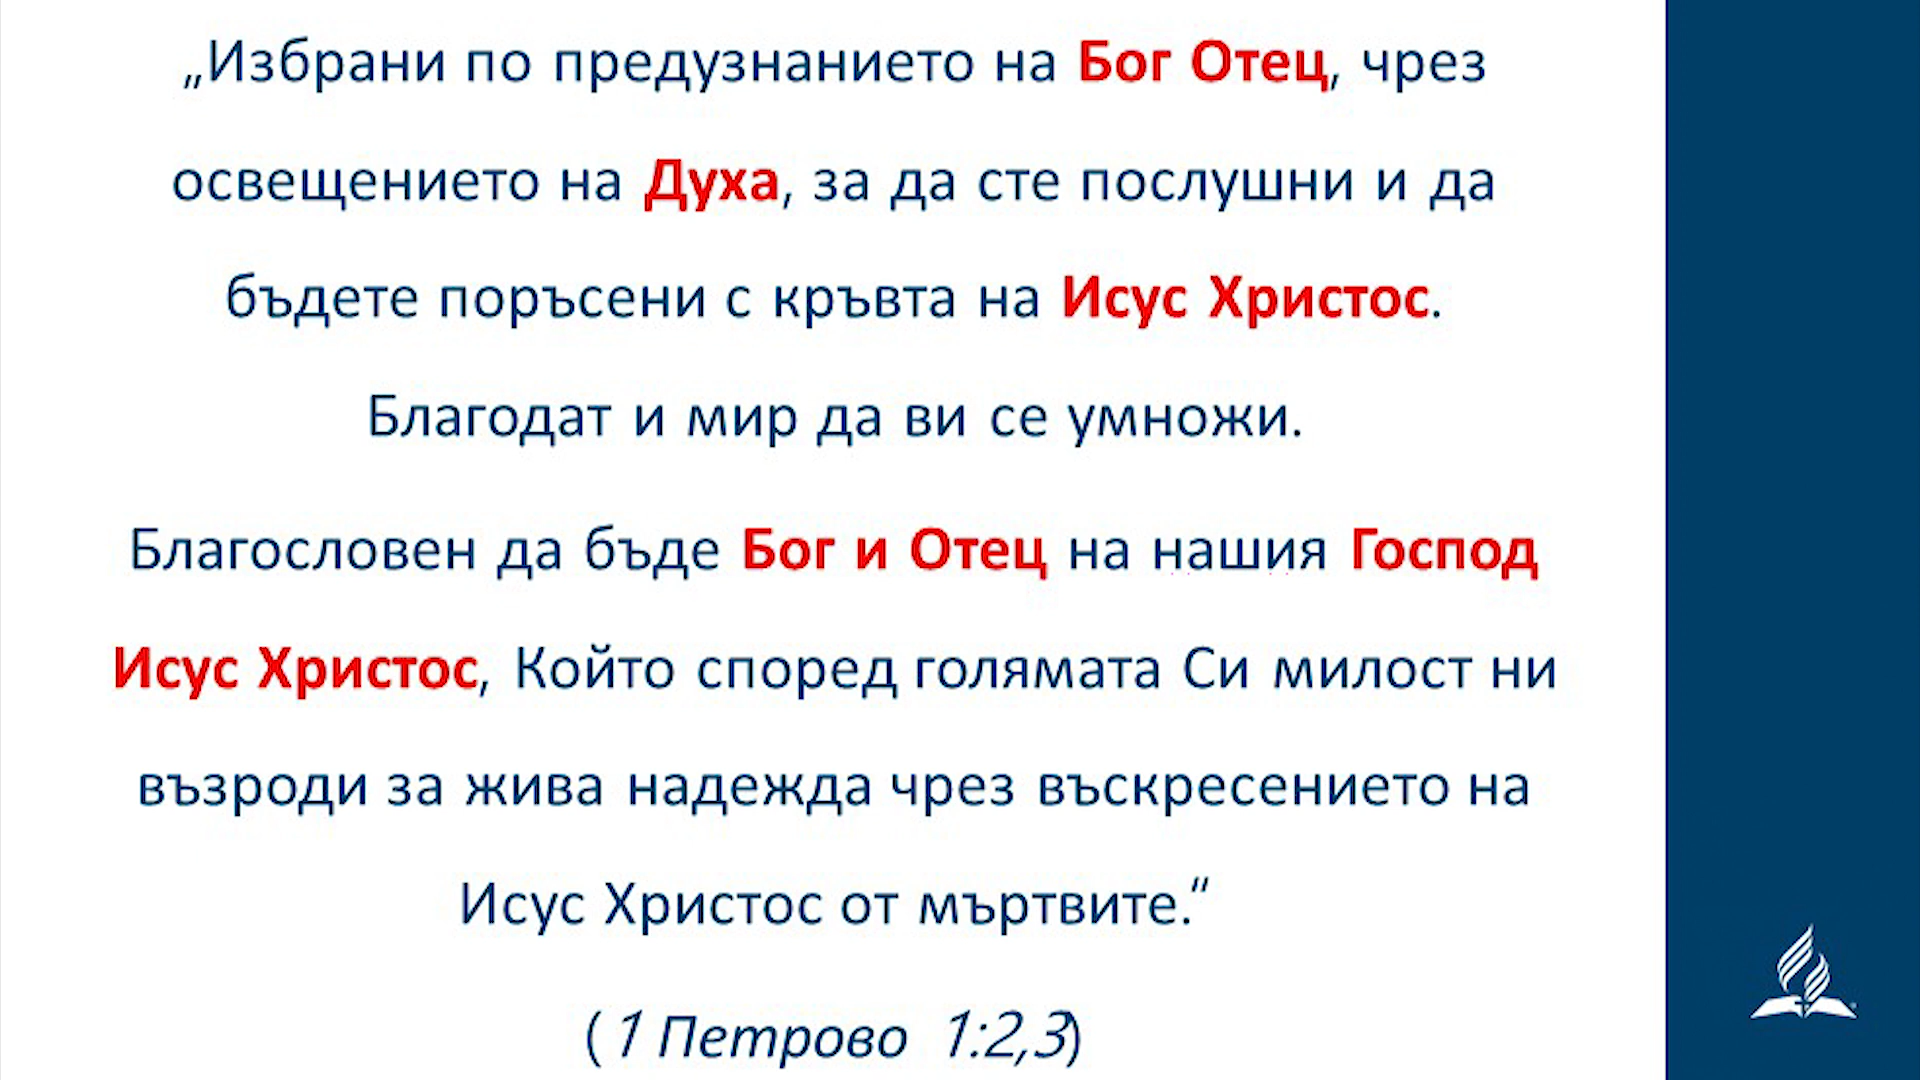 „Избрани по предузнанието на Бог Отец, чрез
освещението на Духа, за да сте послушни и да
бъдете поръсени с кръвта на Исус Христос.
Благодат и мир да ви се умножи.
Благословен да бъде Бог и Отец на нашия Господ
Исус Христос, Който според голямата Си милост ни
възроди за жива надежда чрез въскресението на
Исус Христос от мъртвите.“
(1 Петрово 1:2,3)